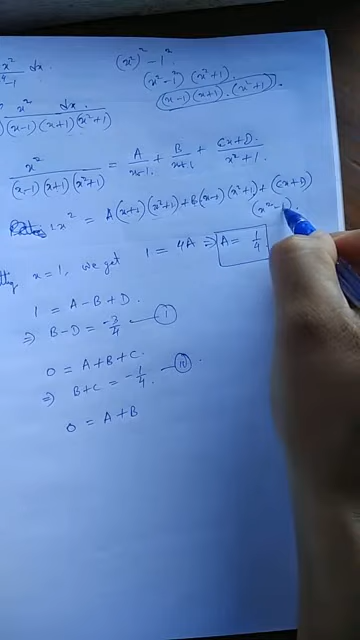 x² / x⁴-1 dx
(x²)² - 1²
(x²-1)(x²+1).
(x-1)(x+1).(x²+1).
x² dx / (x-1)(x+1)(x²+1)
x² / (x-1)(x+1)(x²+1) = A/x-1 + B/x+1 + Cx+D/x²+1.
1x² = A(x+1)(x²+1)+B(x-1)(x²+1)+(Cx+D)
(x²-1).
x=1, we get
1 = 4A ⇒ A = 1/4
1 = A-B+D.
⇒ B-D = -3/4 — I
0 = A+B+C.
⇒ B+C = -1/4. .
0 = A+B